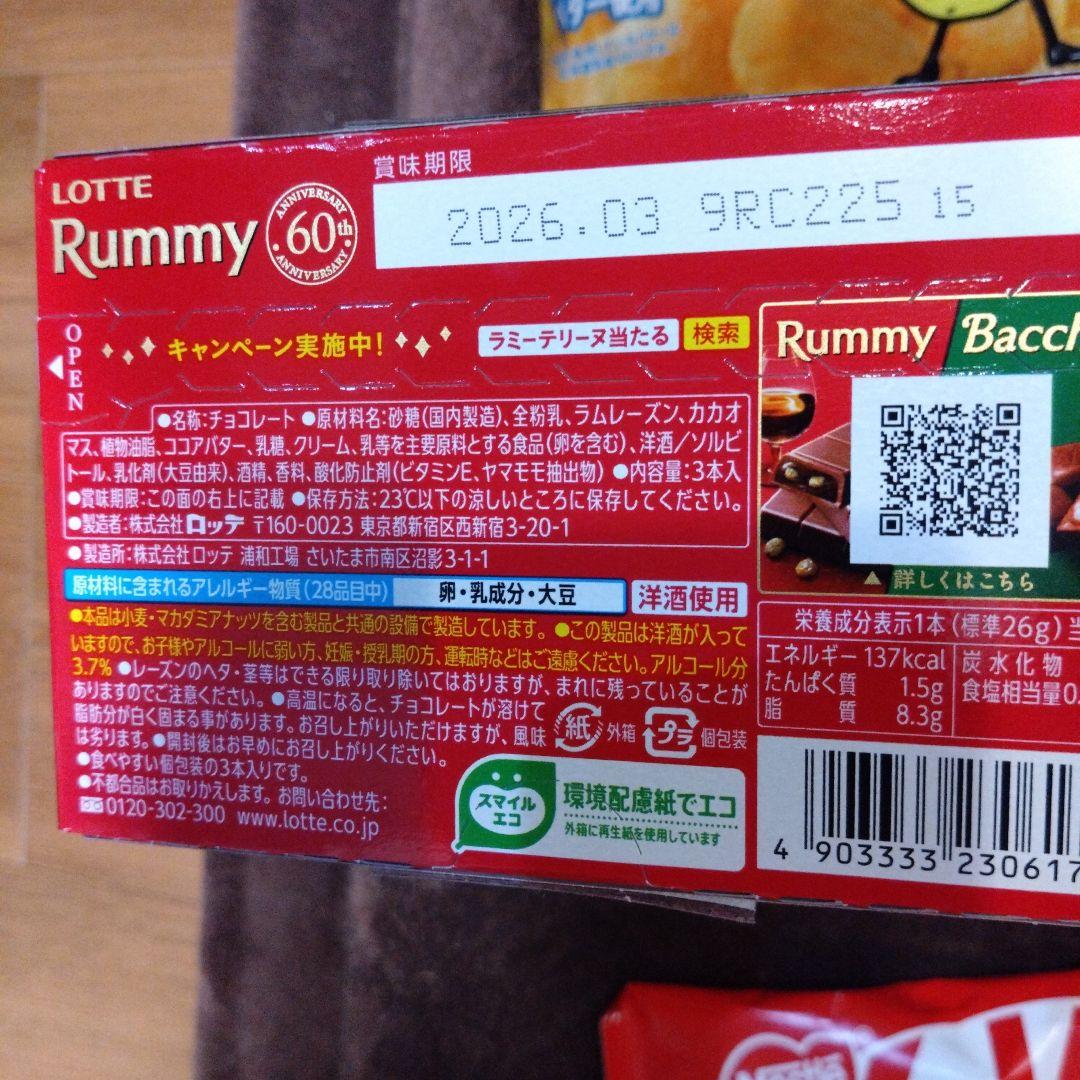 ター使用
LOTTE
Rummy
ANNIVERSARY
60th
ANNIVERSARY
賞味期限
2026.03 9RC225 15
OPEN
キャンペーン実施中!
ラミーテリーヌ当たる 検索
Rummy Bacch
●名称:チョコレート ●原材料名:砂糖(国内製造)、全粉乳、ラムレーズン、カカオ
マス、植物油脂、ココアバター、乳糖、クリーム、乳等を主要原料とする食品(卵を含む)、洋酒/ソルビ
トール、乳化剤(大豆由来)、酒精、香料、酸化防止剤(ビタミンE、ヤマモモ抽出物) ●内容量:3本入
●賞味期限:この面の右上に記載 ●保存方法:23℃以下の涼しいところに保存してください。
●製造者:株式会社ロッテ 〒160-0023 東京都新宿区西新宿3-20-1
●製造所:株式会社ロッテ 浦和工場 さいたま市南区沼影3-1-1
原材料に含まれるアレルギー物質(28品目中) 卵・乳成分・大豆
洋酒使用
●本品は小麦・マカダミアナッツを含む製品と共通の設備で製造しています。 ●この製品は洋酒が入って
いますので、お子様やアルコールに弱い方、妊娠・授乳期の方、運転時などはご遠慮ください。アルコール分
3.7% ●レーズンのヘタ・茎等はできる限り取り除いてはおりますが、まれに残っていることが
ありますのでご注意ください。 ●高温になると、チョコレートが溶けて
脂肪分が白く固まる事があります。お召し上がりいただけますが、風味
は劣ります。●開封後はお早めにお召し上がりください。
●食べやすい個包装の3本入りです。
●不都合品はお取りかえします。お問い合わせ先:
0120-302-300 www.lotte.co.jp
紙 外箱 プラ 個包装
スマイル
エコ
環境配慮紙でエコ
外箱に再生紙を使用しています
詳しくはこちら
栄養成分表示1本(標準26g)当
エネルギー 137kcal
たんぱく質 1.5g
脂質 8.3g
炭水化物
食塩相当量0.
4 903333 230617
Nestlé